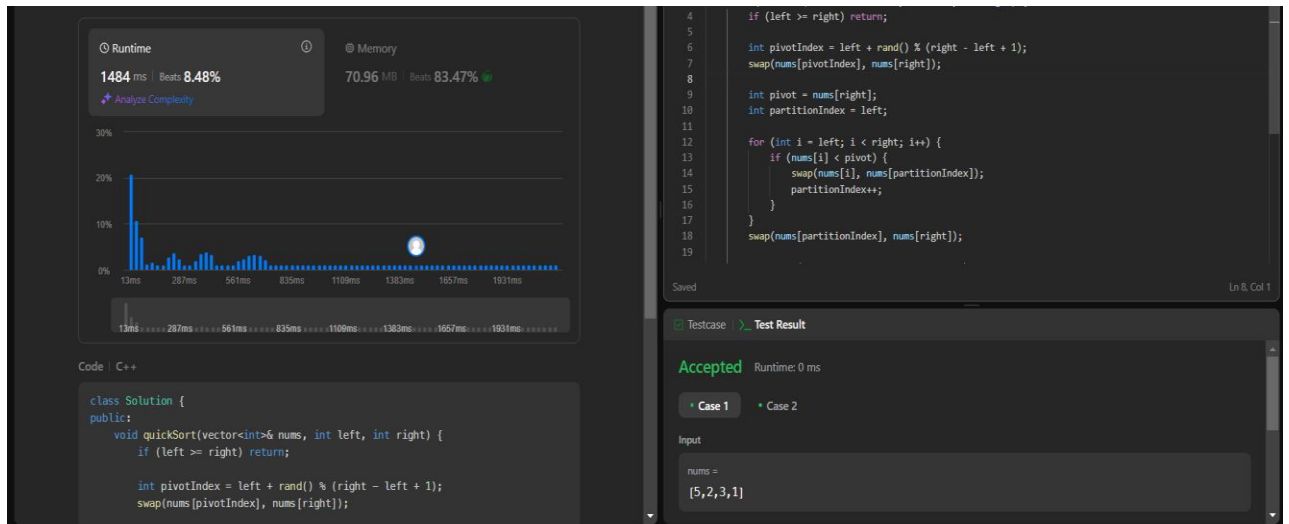 Runtime
Memory
1484 ms | Beats 8.48%
70.96 MB | Beats 83.47%
Analyze Complexity
30%
20%
10%
0%
13ms 287ms 561ms 835ms 1109ms 1383ms 1657ms 1931ms
13ms 287ms 561ms 835ms 1109ms 1383ms 1657ms 1931ms
Code | C++
class Solution {
public:
    void quickSort(vector<int>& nums, int left, int right) {
        if (left >= right) return;

        int pivotIndex = left + rand() % (right - left + 1);
        swap(nums[pivotIndex], nums[right]);
4 if (left >= right) return;
5
6 int pivotIndex = left + rand() % (right - left + 1);
7 swap(nums[pivotIndex], nums[right]);
8
9 int pivot = nums[right];
10 int partitionIndex = left;
11
12 for (int i = left; i < right; i++) {
13     if (nums[i] < pivot) {
14         swap(nums[i], nums[partitionIndex]);
15         partitionIndex++;
16     }
17 }
18 swap(nums[partitionIndex], nums[right]);
19
Saved
Ln 8, Col 1
Testcase | >_ Test Result
Accepted Runtime: 0 ms
• Case 1 • Case 2
Input
nums =
[5,2,3,1]